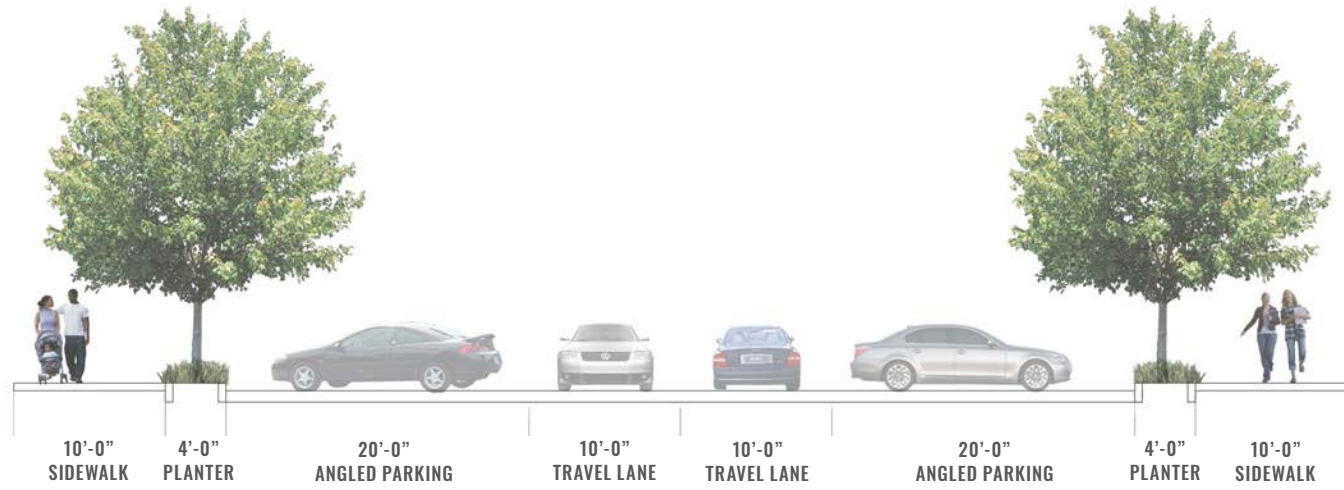 10’-0”
SIDEWALK
4’-0”
PLANTER
20’-0”
ANGLED PARKING
10’-0”
TRAVEL LANE
10’-0”
TRAVEL LANE
20’-0”
ANGLED PARKING
4’-0”
PLANTER
10’-0”
SIDEWALK